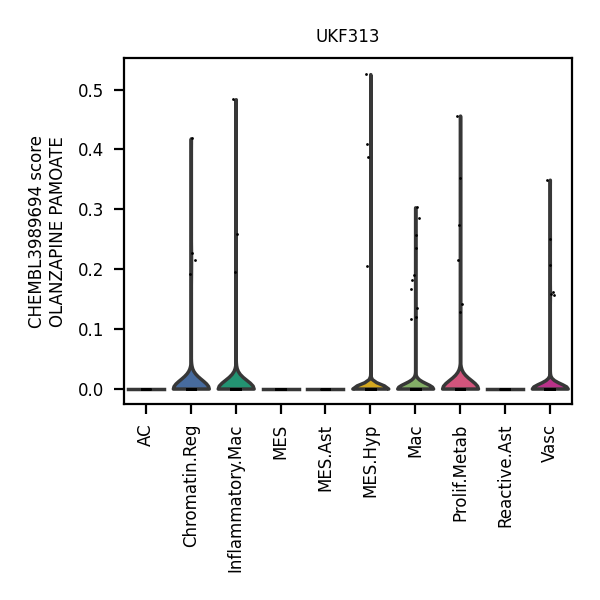 UKF313
CHEMBL3989694 score
OLANZAPINE PAMOATE
0.5
0.4
0.3
0.2
0.1
0.0
AC
Chromatin.Reg
Inflammatory.Mac
MES
MES.Ast
MES.Hyp
Mac
Prolif.Metab
Reactive.Ast
Vasc